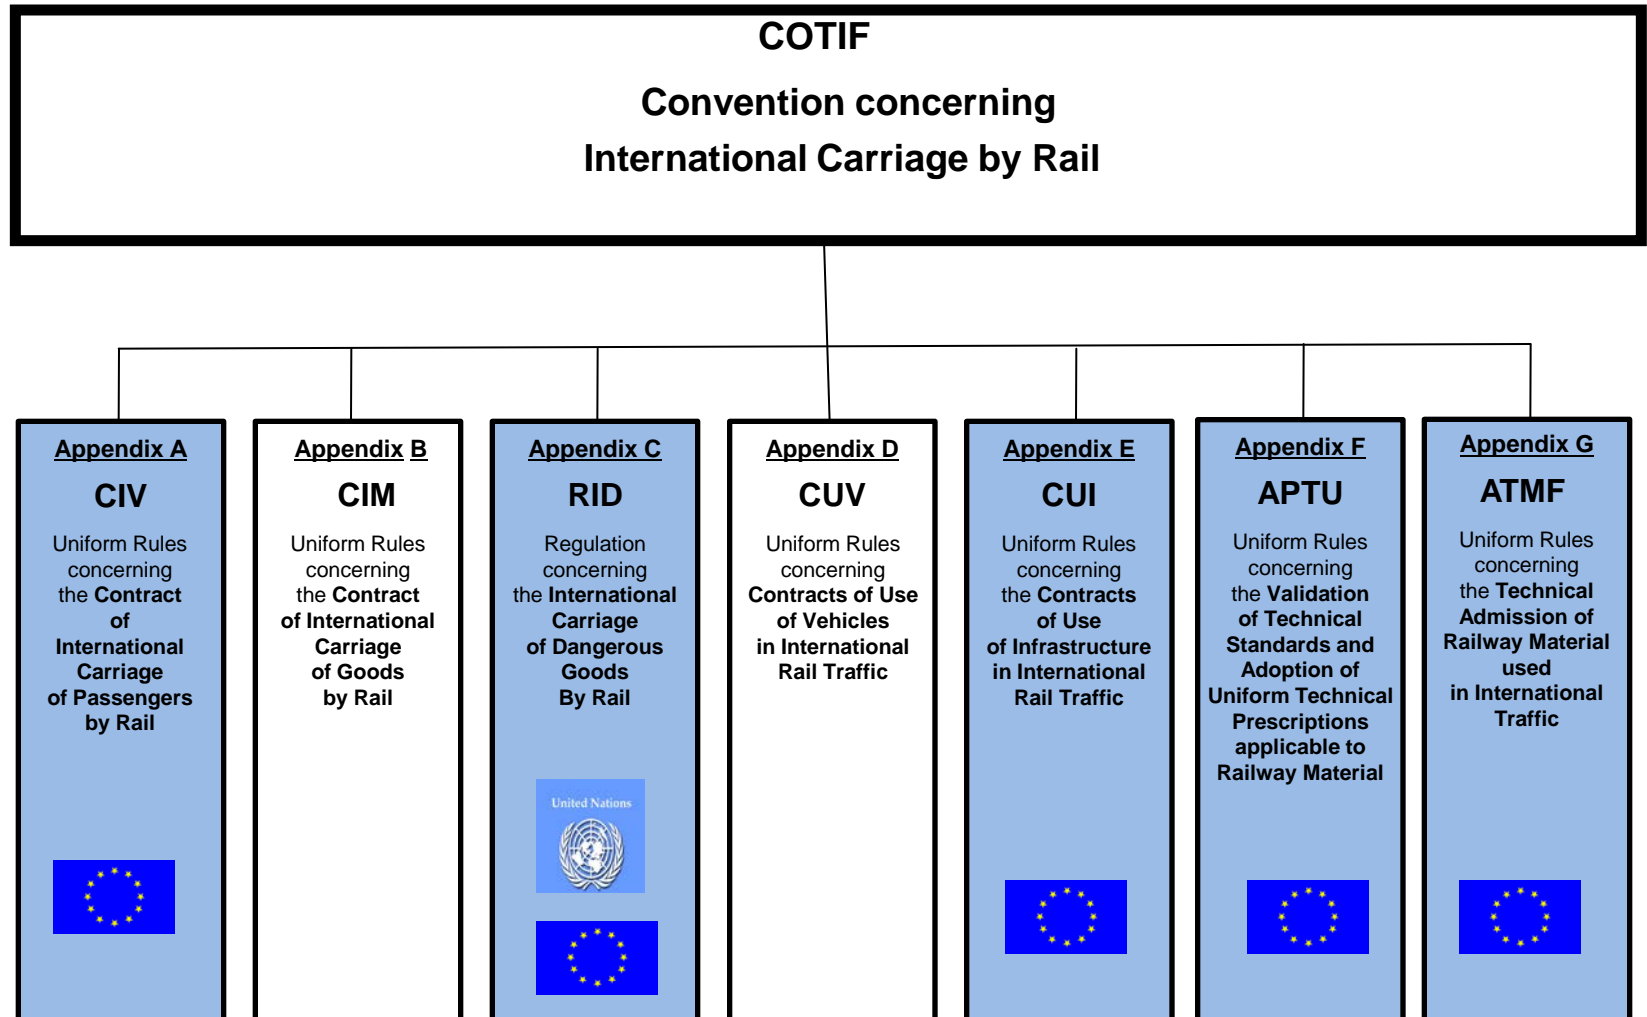 COTIF
Convention concerning
International Carriage by Rail
Appendix A
CIV
Uniform Rules
concerning
the Contract
of
International
Carriage
of Passengers
by Rail
Appendix B
CIM
Uniform Rules
concerning
the Contract
of International
Carriage
of Goods
by Rail
Appendix C
RID
Regulation
concerning
the International
Carriage
of Dangerous
Goods
By Rail
United Nations
Appendix D
CUV
Uniform Rules
concerning
Contracts of Use
of Vehicles
in International
Rail Traffic
Appendix E
CUI
Uniform Rules
concerning
the Contracts
of Use
of Infrastructure
in International
Rail Traffic
Appendix F
APTU
Uniform Rules
concerning
the Validation
of Technical
Standards and
Adoption of
Uniform Technical
Prescriptions
applicable to
Railway Material
Appendix G
ATMF
Uniform Rules
concerning
the Technical
Admission of
Railway Material
used
in International
Traffic